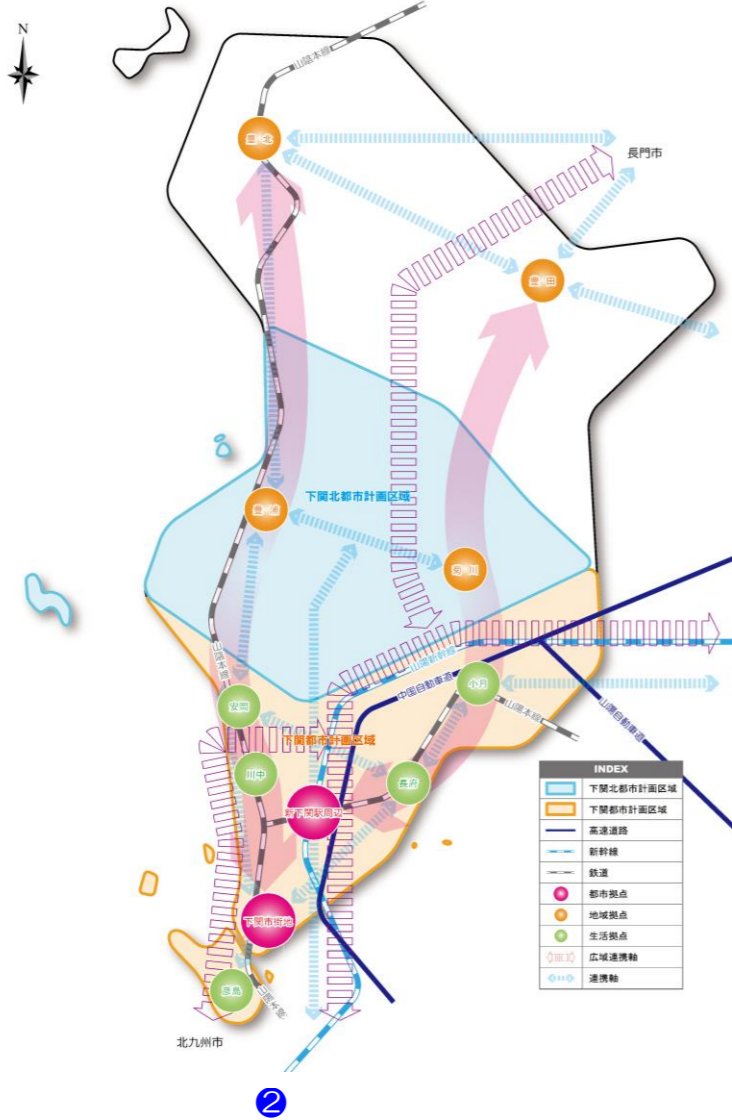 N
山陰本線
豊北
長門市
豊田
下関北都市計画区域
豊浦
菊川
山陰本線
山陽新幹線
中国自動車道
小月
山陽本線
山陽自動車道
安岡
下関都市計画区域
川中
長府
新下関駅周辺
下関市街地
彦島
山陽本線
北九州市
INDEX
下関北都市計画区域
下関都市計画区域
高速道路
新幹線
鉄道
都市拠点
地域拠点
生活拠点
広域連携軸
連携軸
2